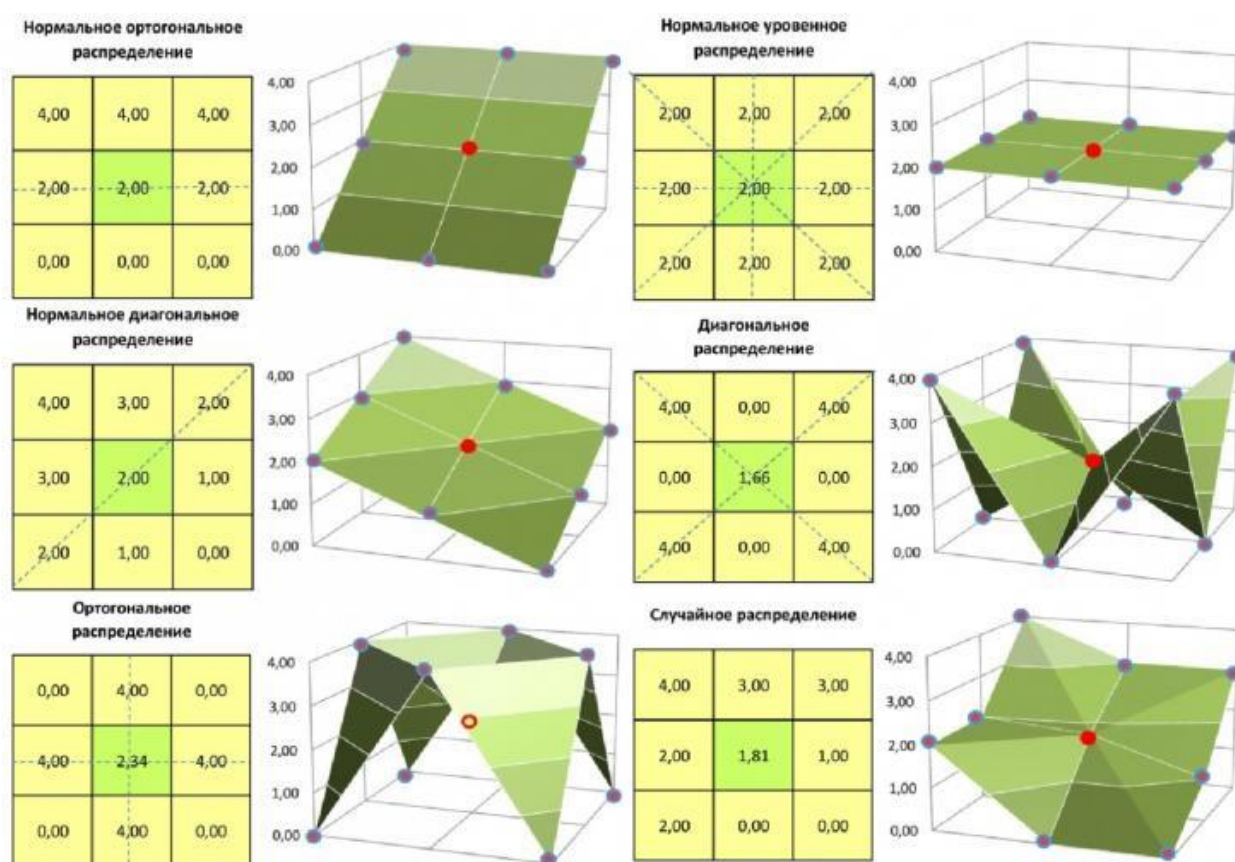 Нормальное ортогональное
распределение
4,00 4,00 4,00
2,00 2,00 2,00
0,00 0,00 0,00
4,00
3,00
2,00
1,00
0,00
Нормальное уровенное
распределение
2,00 2,00 2,00
2,00 2,00 2,00
2,00 2,00 2,00
4,00
3,00
2,00
1,00
0,00
Нормальное диагональное
распределение
4,00 3,00 2,00
3,00 2,00 1,00
2,00 1,00 0,00
4,00
3,00
2,00
1,00
0,00
Диагональное
распределение
4,00 0,00 4,00
0,00 1,66 0,00
4,00 0,00 4,00
4,00
3,00
2,00
1,00
0,00
Ортогональное
распределение
0,00 4,00 0,00
4,00 2,34 4,00
0,00 4,00 0,00
4,00
3,00
2,00
1,00
0,00
Случайное распределение
4,00 3,00 3,00
2,00 1,81 1,00
2,00 0,00 0,00
4,00
3,00
2,00
1,00
0,00